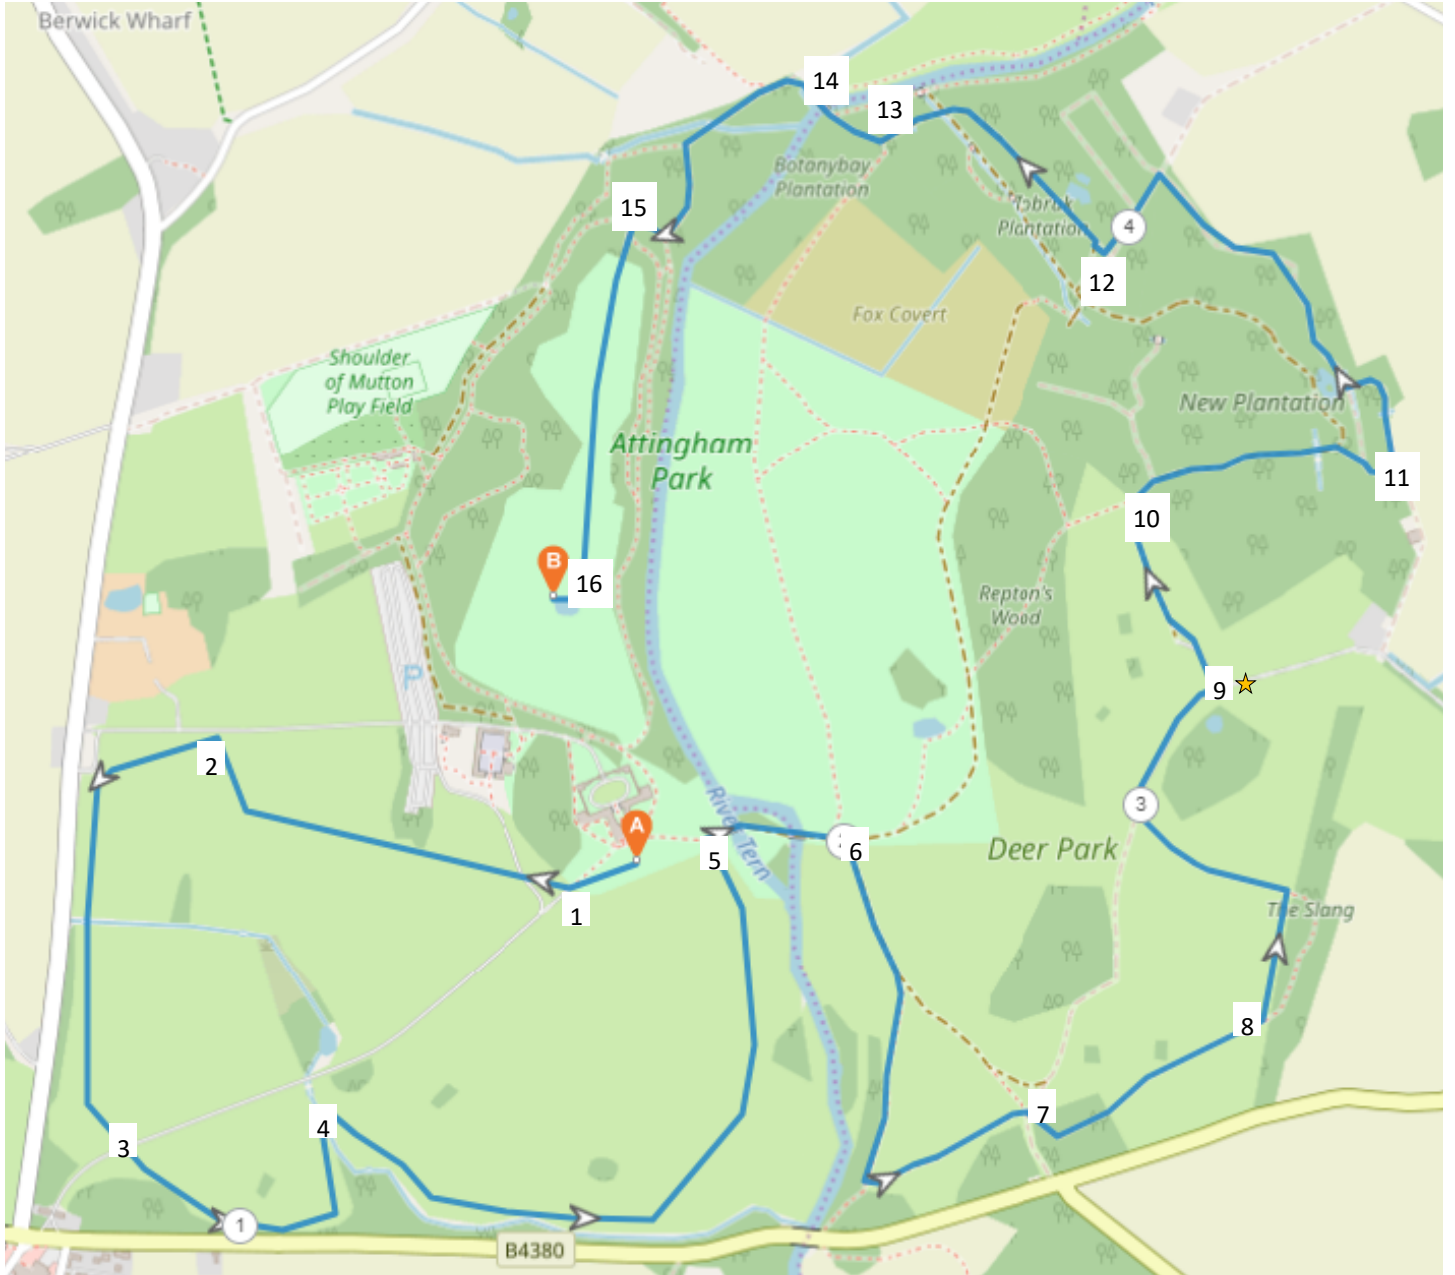 Berwick Wharf
14
13
Botanybay
Plantation
Tobruk
Plantation
4
15
12
Fox Covert
Shoulder
of Mutton
Play Field
New Plantation
Attingham
Park
11
10
B
16
Repton's
Wood
P
9
2
3
A
River Tern
6
5
Deer Park
1
The Slang
8
7
4
3
1
B4380